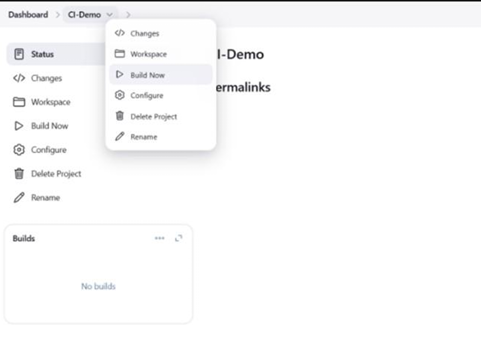 Dashboard > CI-Demo >
Changes
Workspace
Build Now
Configure
Delete Project
Rename
I-Demo
ermalinks
Status
Changes
Workspace
Build Now
Configure
Delete Project
Rename
Builds
No builds